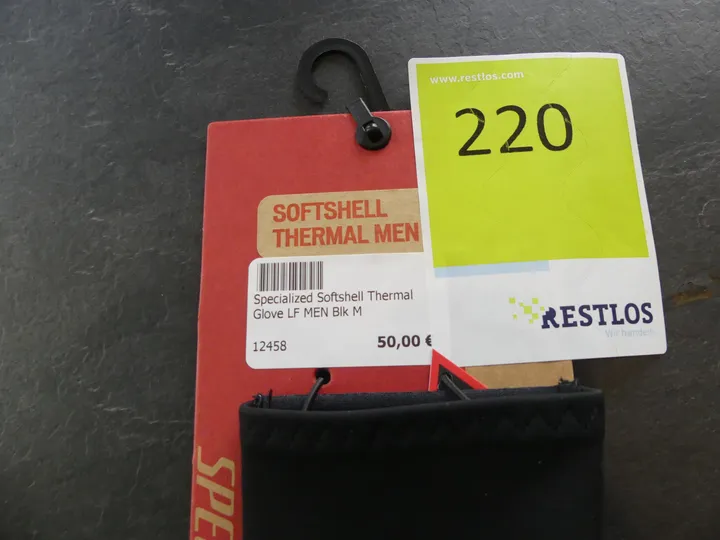 www.restlos.com
220
SOFTSHELL
THERMAL MEN
Specialized Softshell Thermal
Glove LF MEN Blk M
12458
50,00 €
RESTLOS
SPE